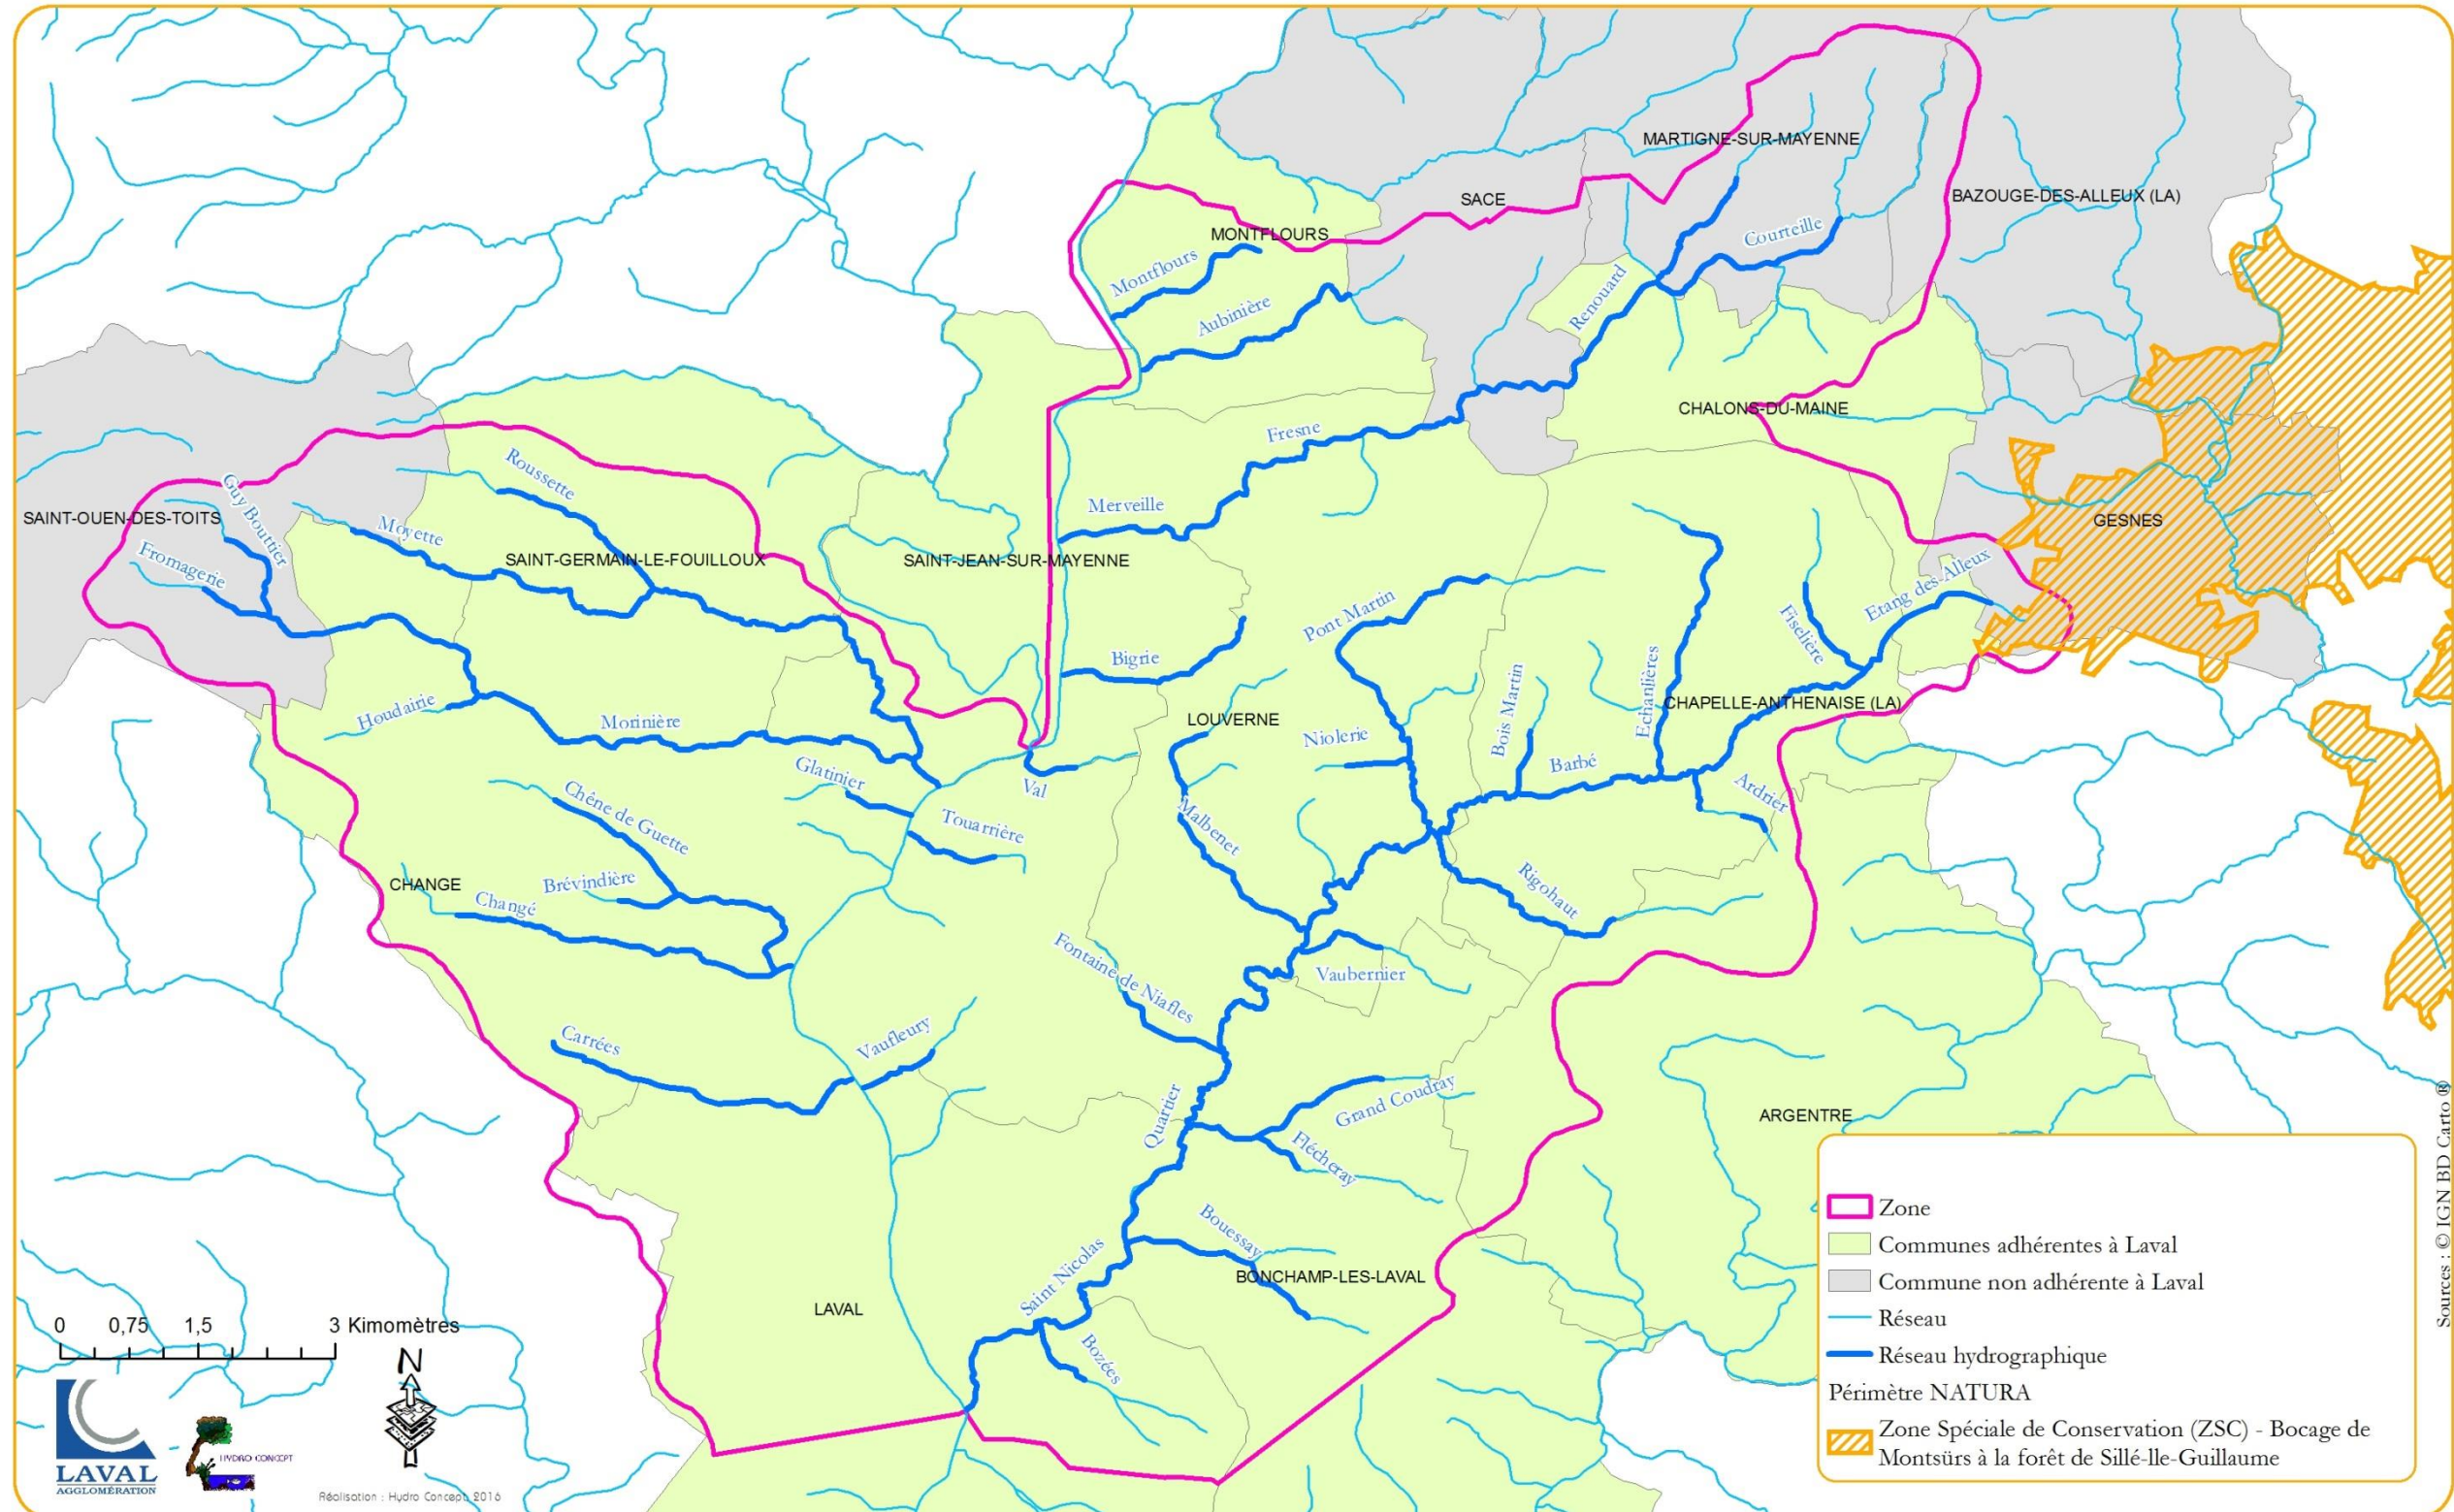 MARTIGNE-SUR-MAYENNE
SACE
BAZOUGE-DES-ALLEUX (LA)
MONTFLOURS
Courteille
Montflours
Renouard
Aubinière
CHALONS-DU-MAINE
Fresne
Roussette
Guy Bouttier
Merveille
SAINT-OUEN-DES-TOITS
Moyette
GESNES
Fromagerie
SAINT-GERMAIN-LE-FOUILLOUX
SAINT-JEAN-SUR-MAYENNE
Etang des Alleux
Pont Martin
Fiselière
Bigrie
Echanlières
Houdairie
Morinière
LOUVERNE
Niolerie
Bois Martin
CHAPELLE-ANTHENAISE (LA)
Barbé
Glatinier
Val
Ardrier
Chêne de Guette
Touarrière
Malbenet
CHANGE
Brévindière
Changé
Rigohaut
Fontaine de Niafles
Vaubernier
Carrées
Vaufleury
Quartier
Grand Coudray
Flécheray
ARGENTRE
Bouessay
Saint Nicolas
BONCHAMP-LES-LAVAL
LAVAL
Bozées
0 0,75 1,5 3 Kimomètres
N
LAVAL
AGGLOMÉRATION
HYDRO CONCEPT
Réalisation : Hydro Concept, 2016
Zone
Communes adhérentes à Laval
Commune non adhérente à Laval
Réseau
Réseau hydrographique
Périmètre NATURA
Zone Spéciale de Conservation (ZSC) - Bocage de
Montsürs à la forêt de Sillé-lle-Guillaume
Sources : © IGN BD Carto ®